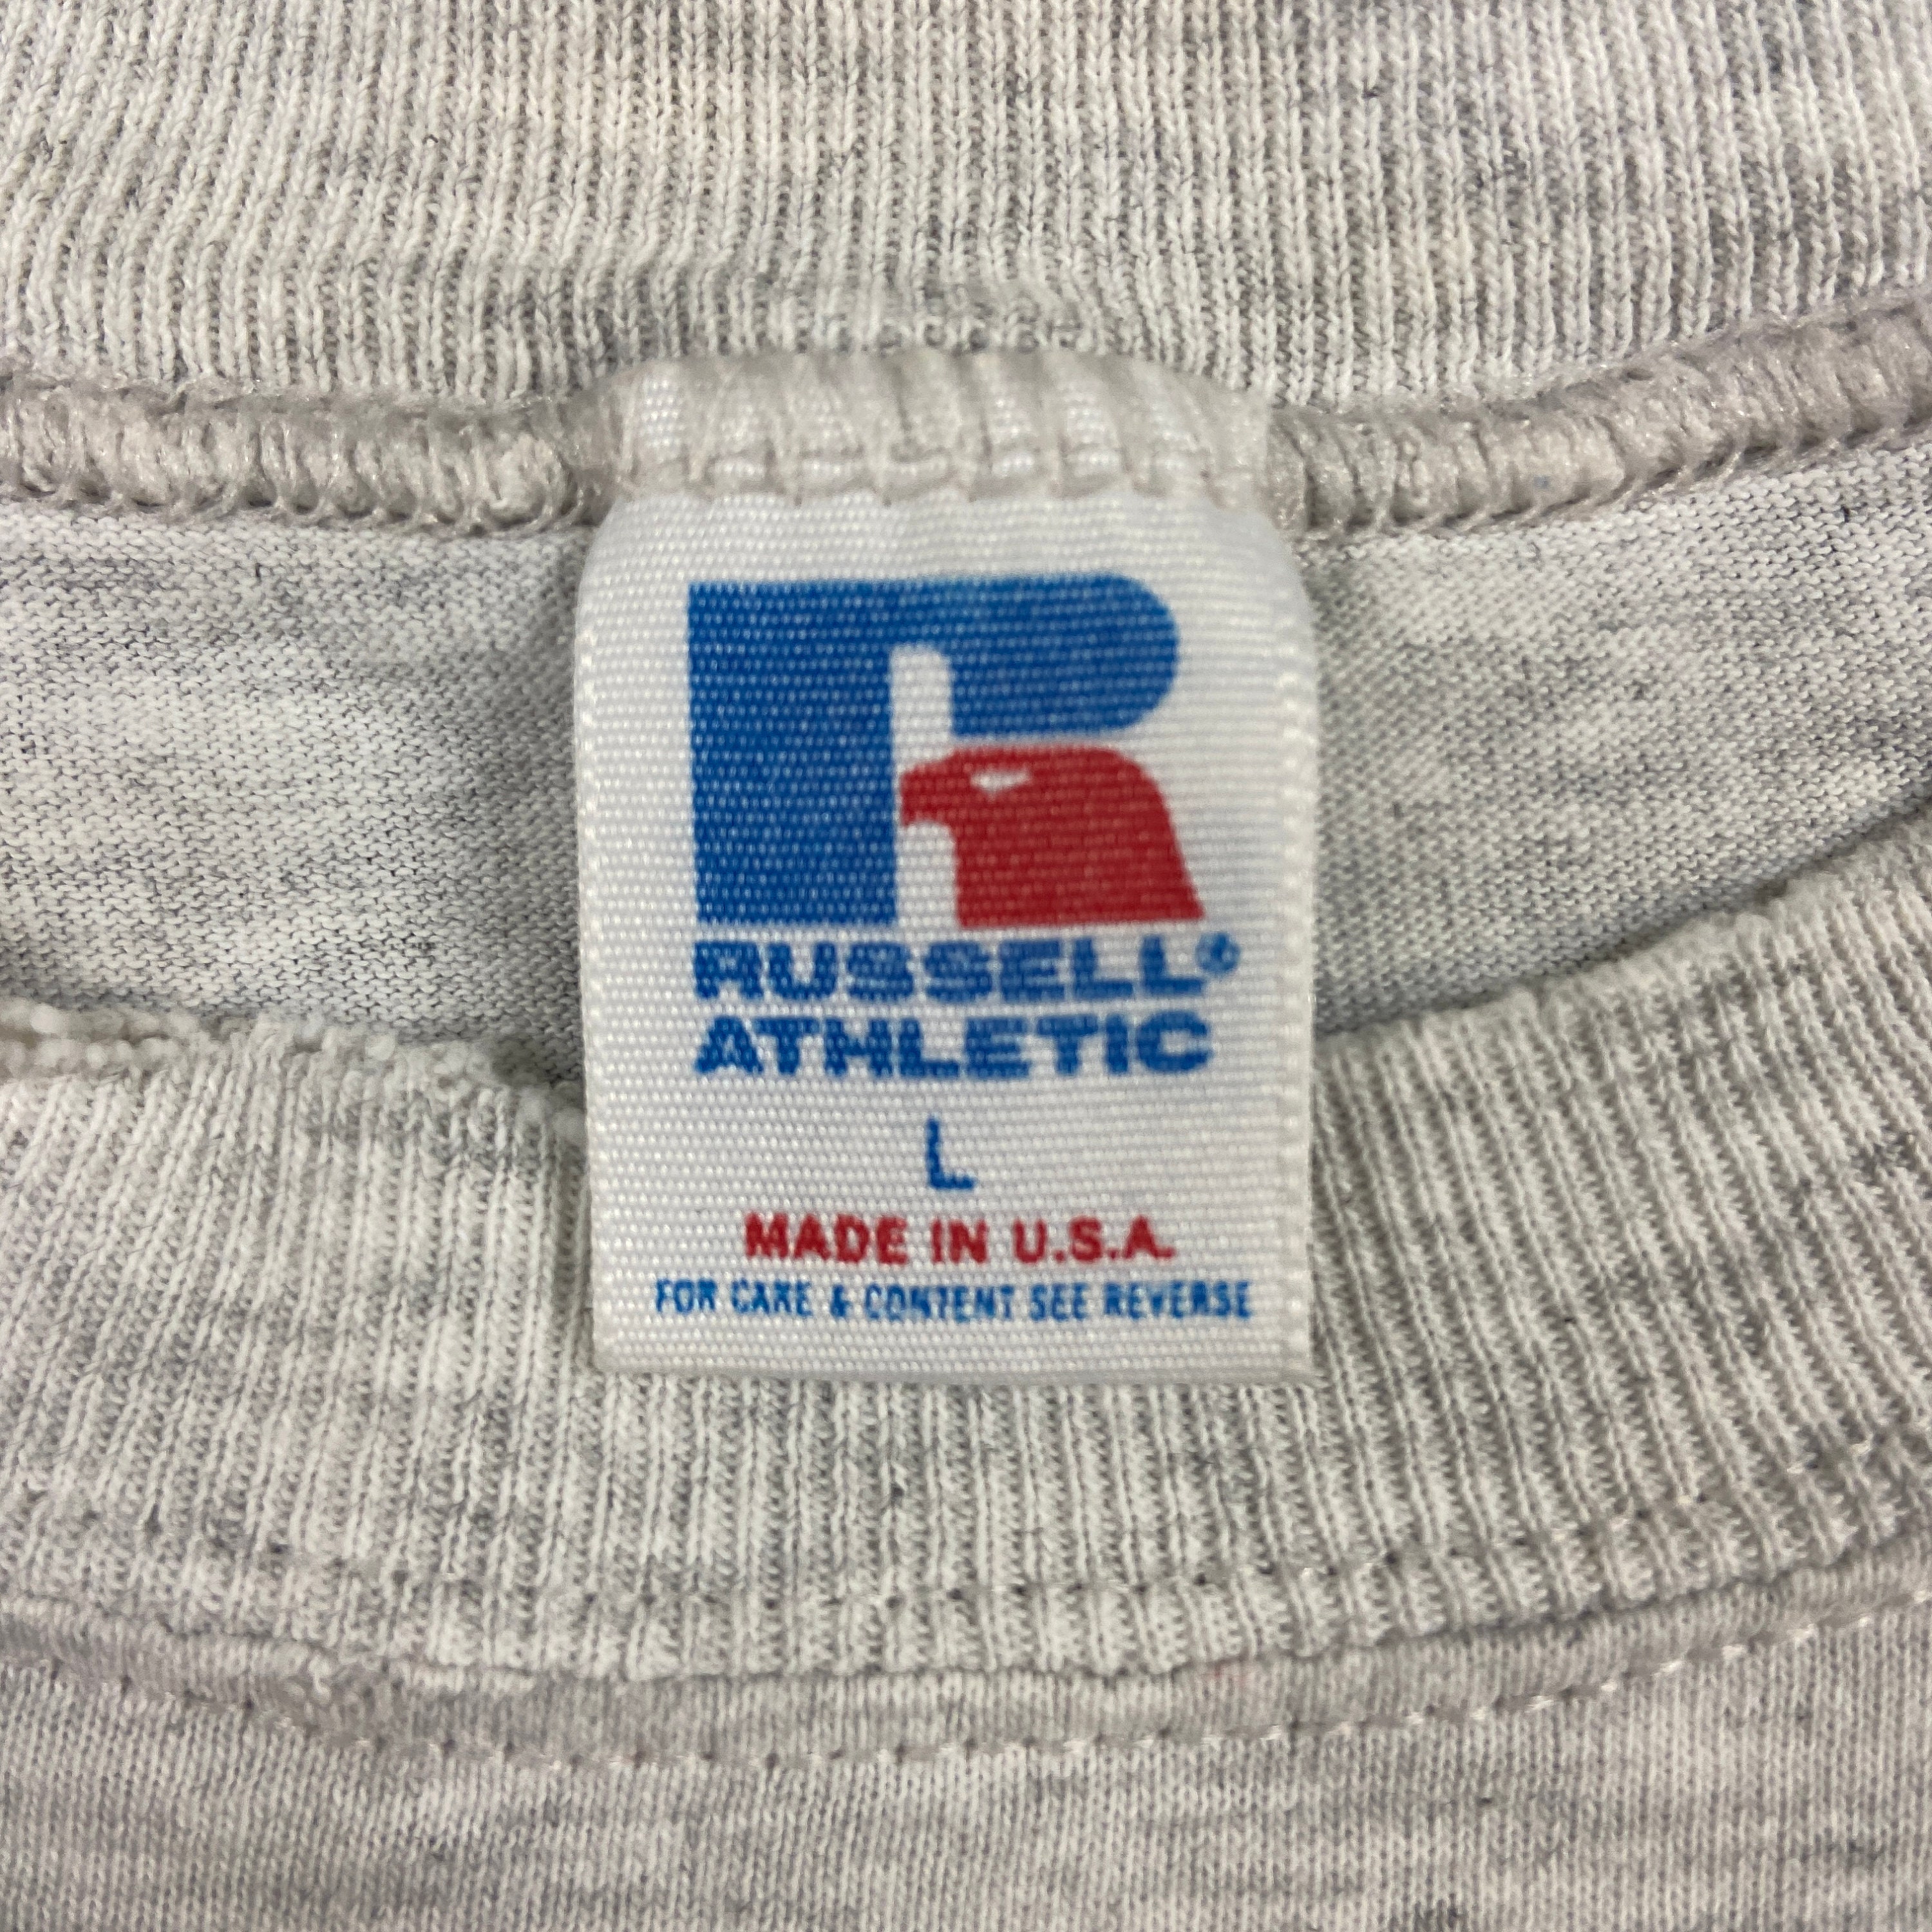 RUSSELL®
ATHLETIC
L
MADE IN U.S.A.
FOR CARE & CONTENT SEE REVERSE